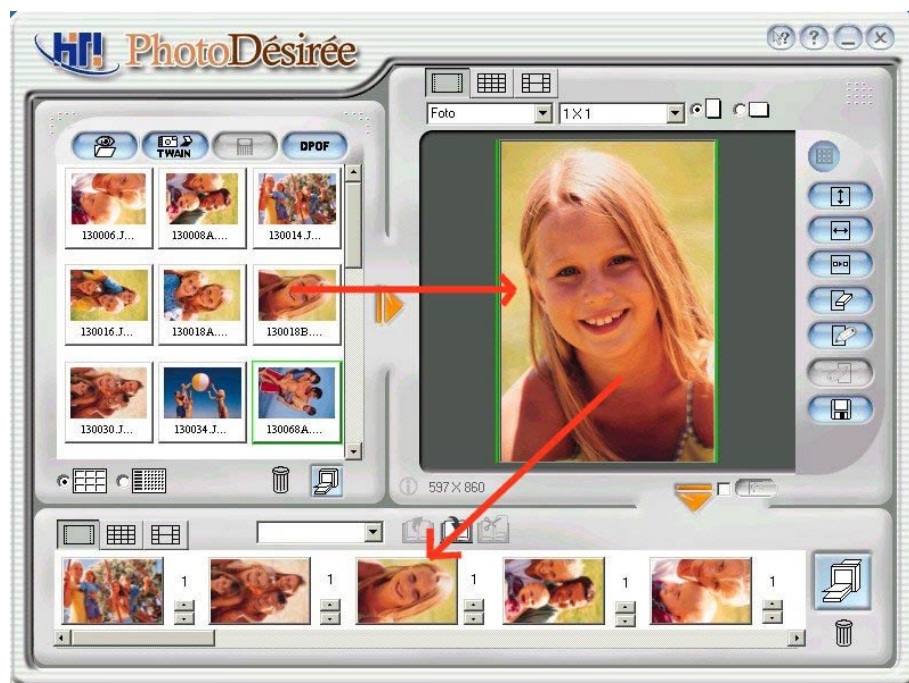 HiTi PhotoDésirée
?
?
Foto
1X1
TWAIN
DPOF
130006.J...
130008A....
130014.J...
130016.J...
130018A....
130018B....
130030.J...
130034.J...
130068A....
597×860
1
1
1
1
1